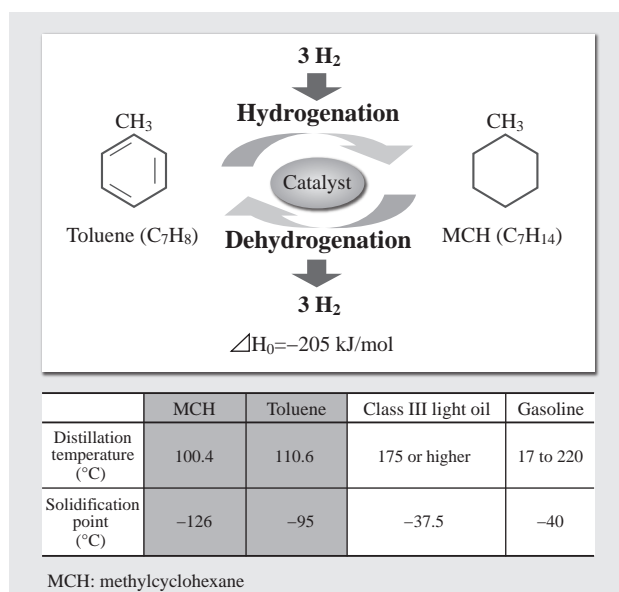 3 H₂
Hydrogenation
CH₃
CH₃
Catalyst
Toluene (C₇H₈)
Dehydrogenation
MCH (C₇H₁₄)
3 H₂
⊿H₀=−205 kJ/mol
MCH Toluene Class III light oil Gasoline
Distillation
temperature
(°C)
100.4 110.6 175 or higher 17 to 220
Solidification
point
(°C)
−126 −95 −37.5 −40
MCH: methylcyclohexane